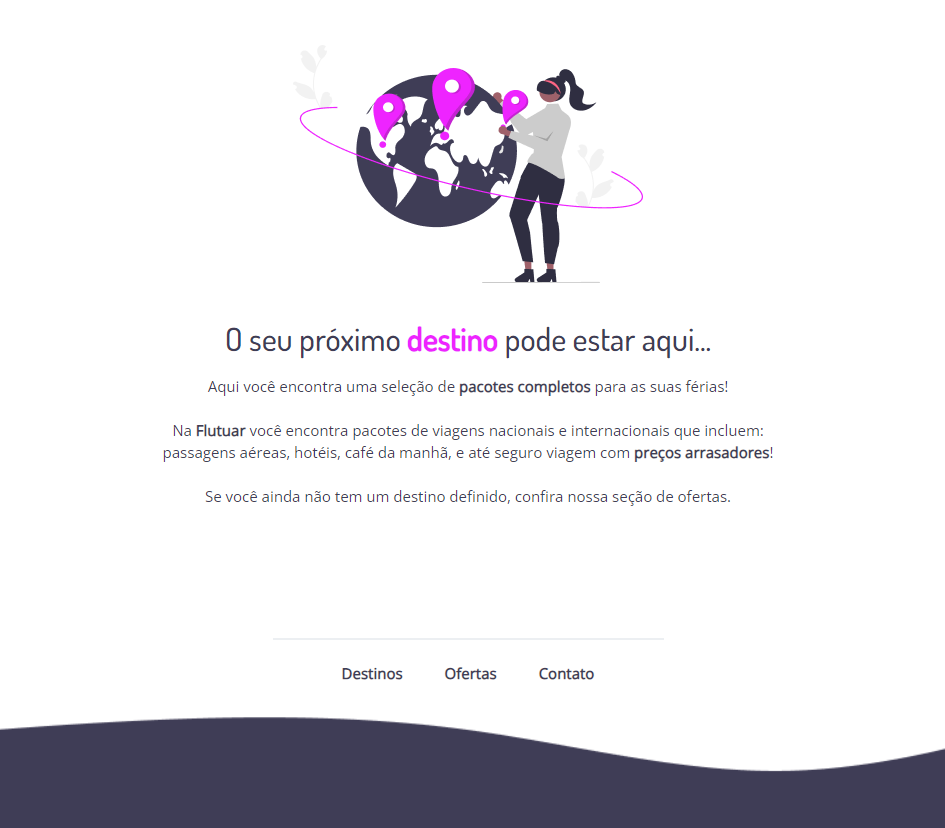 O seu próximo destino pode estar aqui...
Aqui você encontra uma seleção de pacotes completos para as suas férias!
Na Flutuar você encontra pacotes de viagens nacionais e internacionais que incluem:
passagens aéreas, hotéis, café da manhã, e até seguro viagem com preços arrasadores!
Se você ainda não tem um destino definido, confira nossa seção de ofertas.
Destinos Ofertas Contato